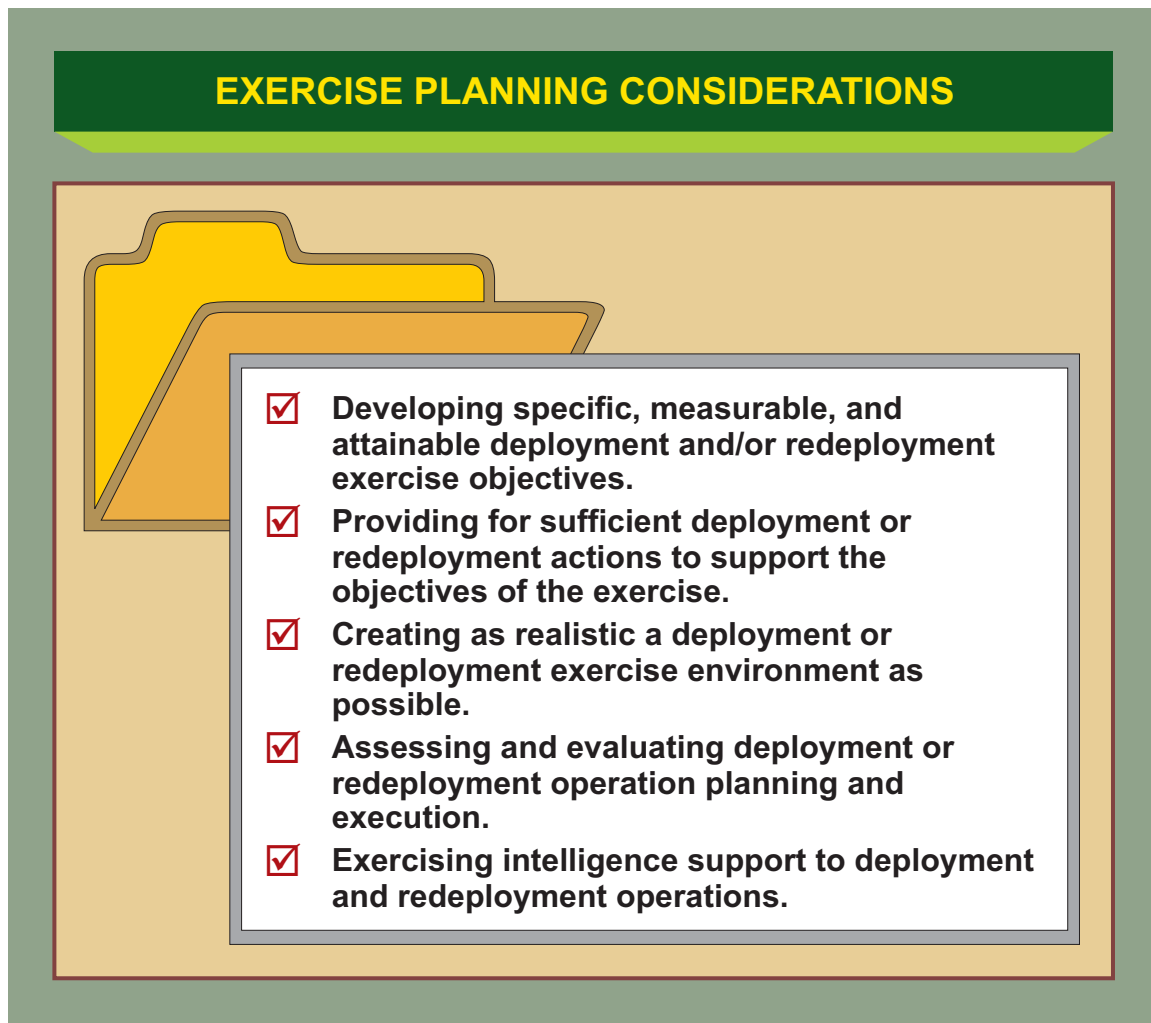 EXERCISE PLANNING CONSIDERATIONS
Developing specific, measurable, and
attainable deployment and/or redeployment
exercise objectives.
Providing for sufficient deployment or
redeployment actions to support the
objectives of the exercise.
Creating as realistic a deployment or
redeployment exercise environment as
possible.
Assessing and evaluating deployment or
redeployment operation planning and
execution.
Exercising intelligence support to deployment
and redeployment operations.